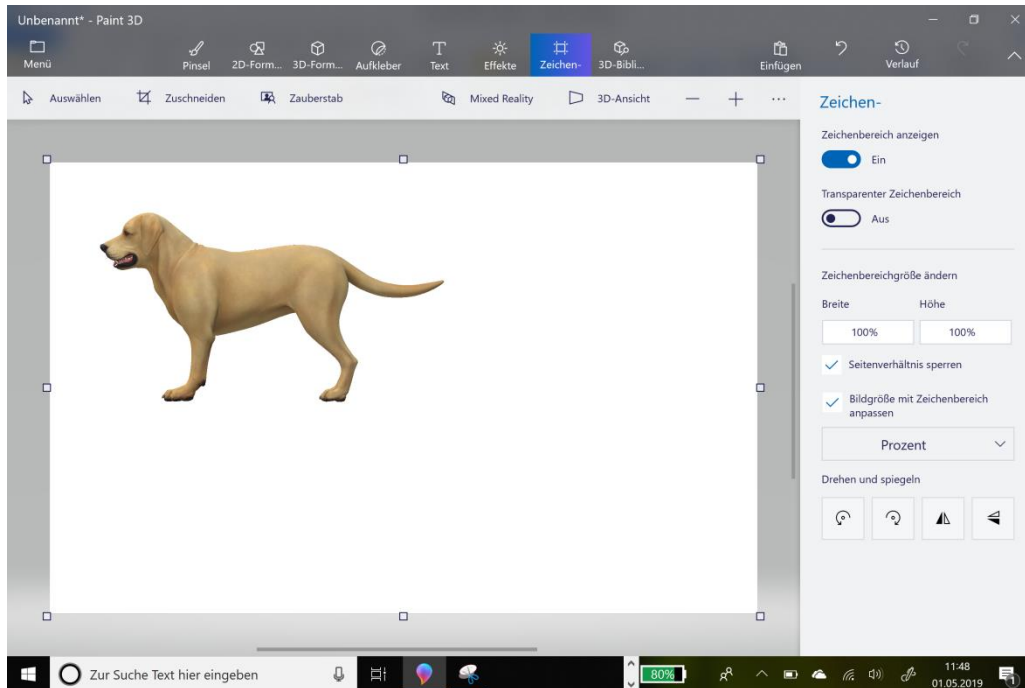 Unbenannt* - Paint 3D
Menü
Pinsel
2D-Form...
3D-Form...
Aufkleber
Text
Effekte
Zeichen-
3D-Bibli...
Einfügen
Verlauf
Auswählen
Zuschneiden
Zauberstab
Mixed Reality
3D-Ansicht
Zeichen-
Zeichenbereich anzeigen
Ein
Transparenter Zeichenbereich
Aus
Zeichenbereichgröße ändern
Breite Höhe
100% 100%
Seitenverhältnis sperren
Bildgröße mit Zeichenbereich
anpassen
Prozent
Drehen und spiegeln
Zur Suche Text hier eingeben
80%
11:48
01.05.2019
1